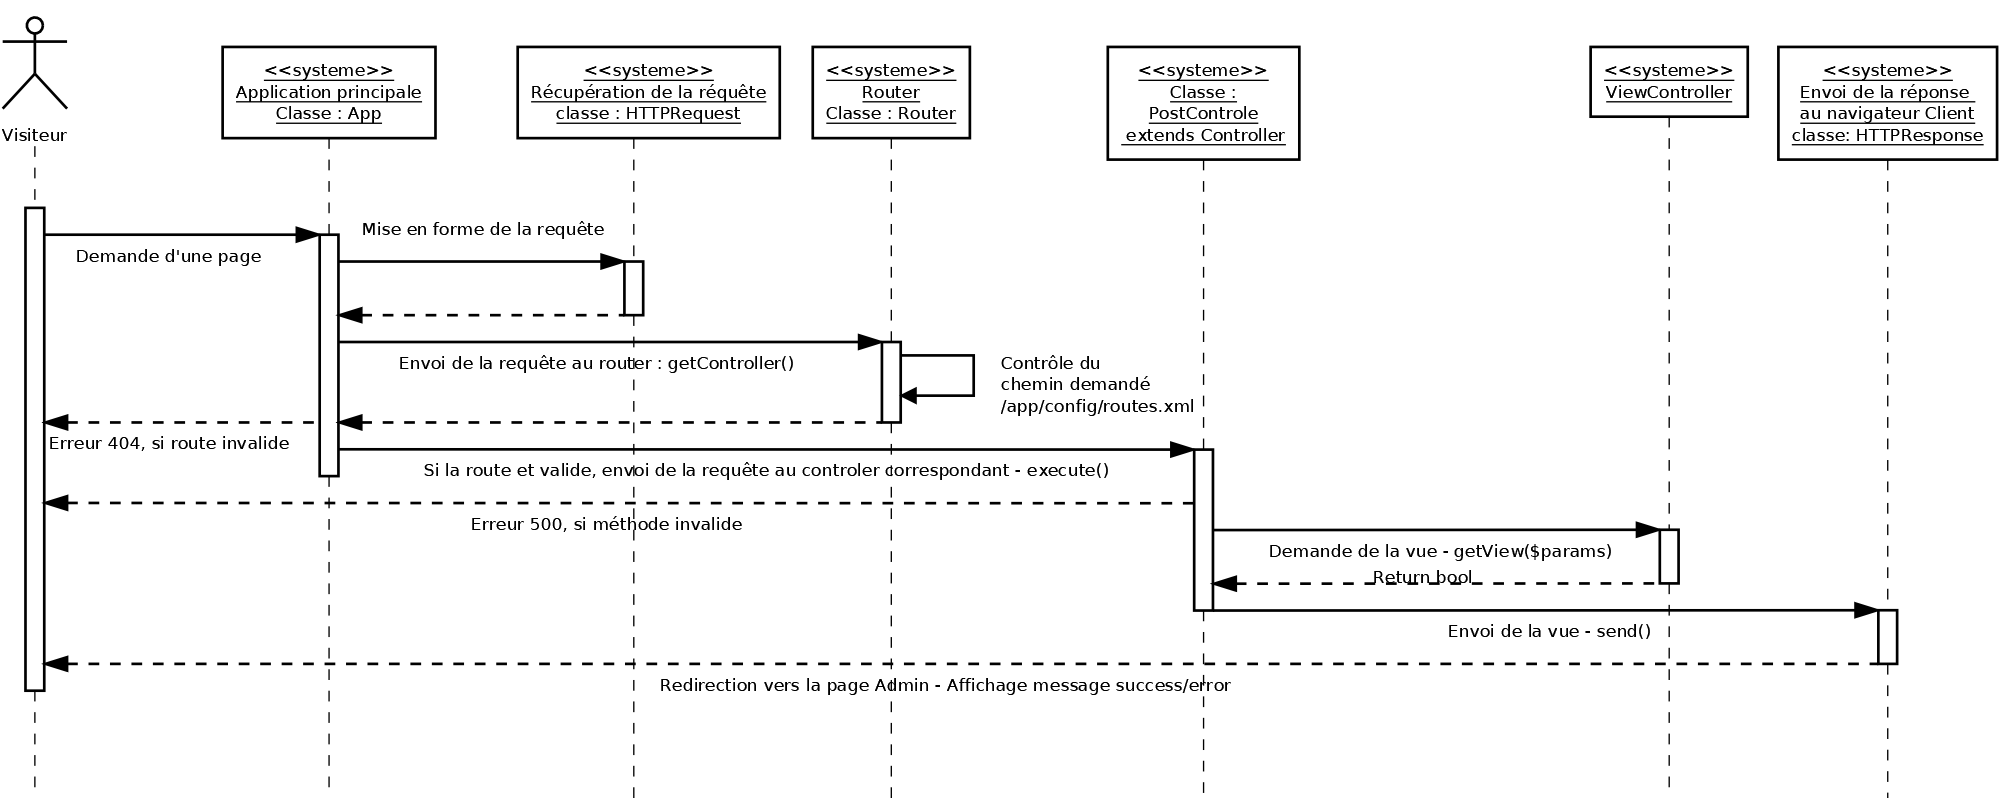 Visiteur
<<systeme>>
Application principale
Classe : App
<<systeme>>
Récupération de la réquête
classe : HTTPRequest
<<systeme>>
Router
Classe : Router
<<systeme>>
Classe :
PostControle
extends Controller
<<systeme>>
ViewController
<<systeme>>
Envoi de la réponse
au navigateur Client
classe: HTTPResponse
Demande d'une page
Mise en forme de la requête
Envoi de la requête au router : getController()
Contrôle du
chemin demandé
/app/config/routes.xml
Erreur 404, si route invalide
Si la route et valide, envoi de la requête au controler correspondant - execute()
Erreur 500, si méthode invalide
Demande de la vue - getView($params)
Return bool
Envoi de la vue - send()
Redirection vers la page Admin - Affichage message success/error